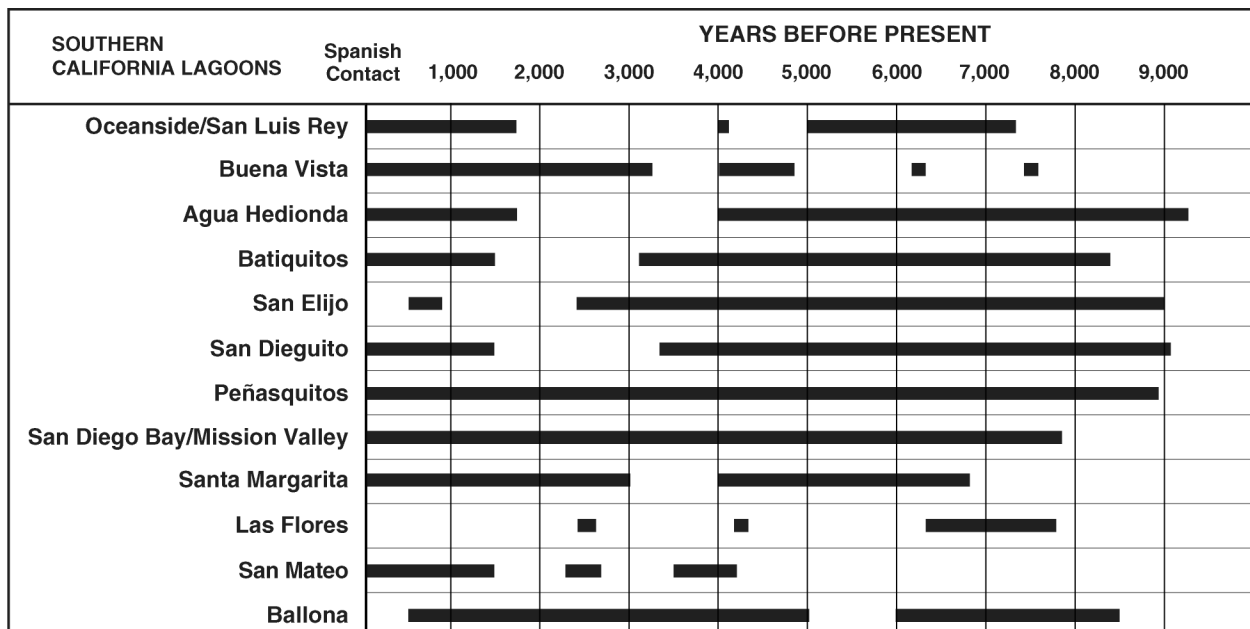 SOUTHERN
CALIFORNIA LAGOONS
Spanish
Contact
YEARS BEFORE PRESENT
1,000 2,000 3,000 4,000 5,000 6,000 7,000 8,000 9,000
Oceanside/San Luis Rey
Buena Vista
Agua Hedionda
Batiquitos
San Elijo
San Dieguito
Peñasquitos
San Diego Bay/Mission Valley
Santa Margarita
Las Flores
San Mateo
Ballona